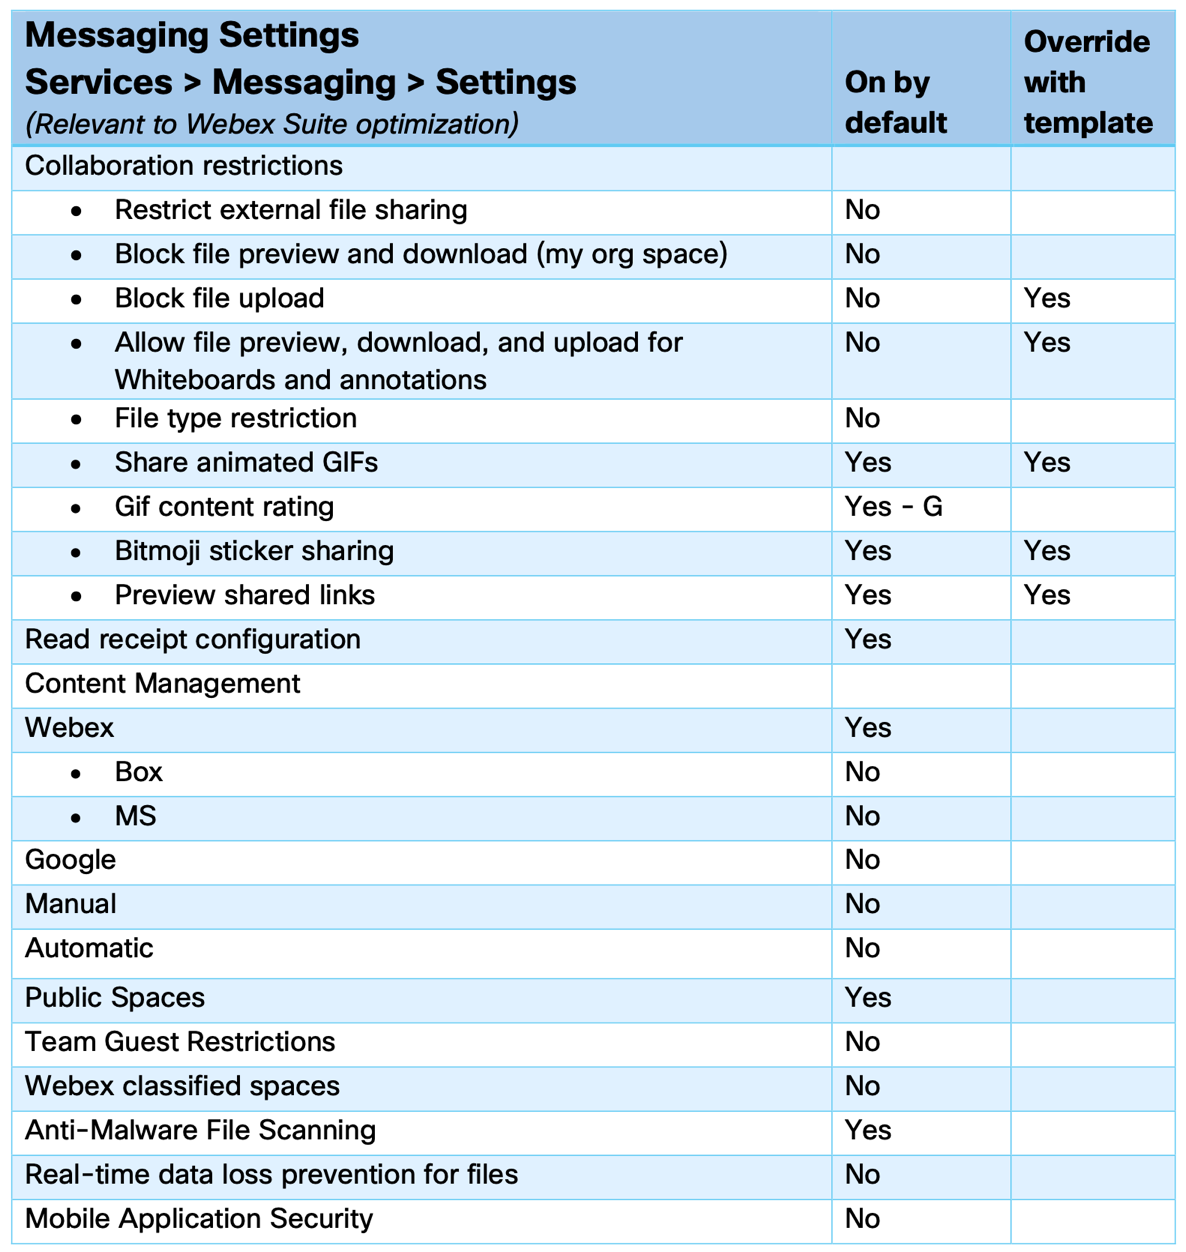 Messaging Settings
Services > Messaging > Settings
(Relevant to Webex Suite optimization)
On by
default
Override
with
template
Collaboration restrictions
• Restrict external file sharing No
• Block file preview and download (my org space) No
• Block file upload No Yes
• Allow file preview, download, and upload for No Yes
Whiteboards and annotations
• File type restriction No
• Share animated GIFs Yes Yes
• Gif content rating Yes - G
• Bitmoji sticker sharing Yes Yes
• Preview shared links Yes Yes
Read receipt configuration Yes
Content Management
Webex Yes
• Box No
• MS No
Google No
Manual No
Automatic No
Public Spaces Yes
Team Guest Restrictions No
Webex classified spaces No
Anti-Malware File Scanning Yes
Real-time data loss prevention for files No
Mobile Application Security No